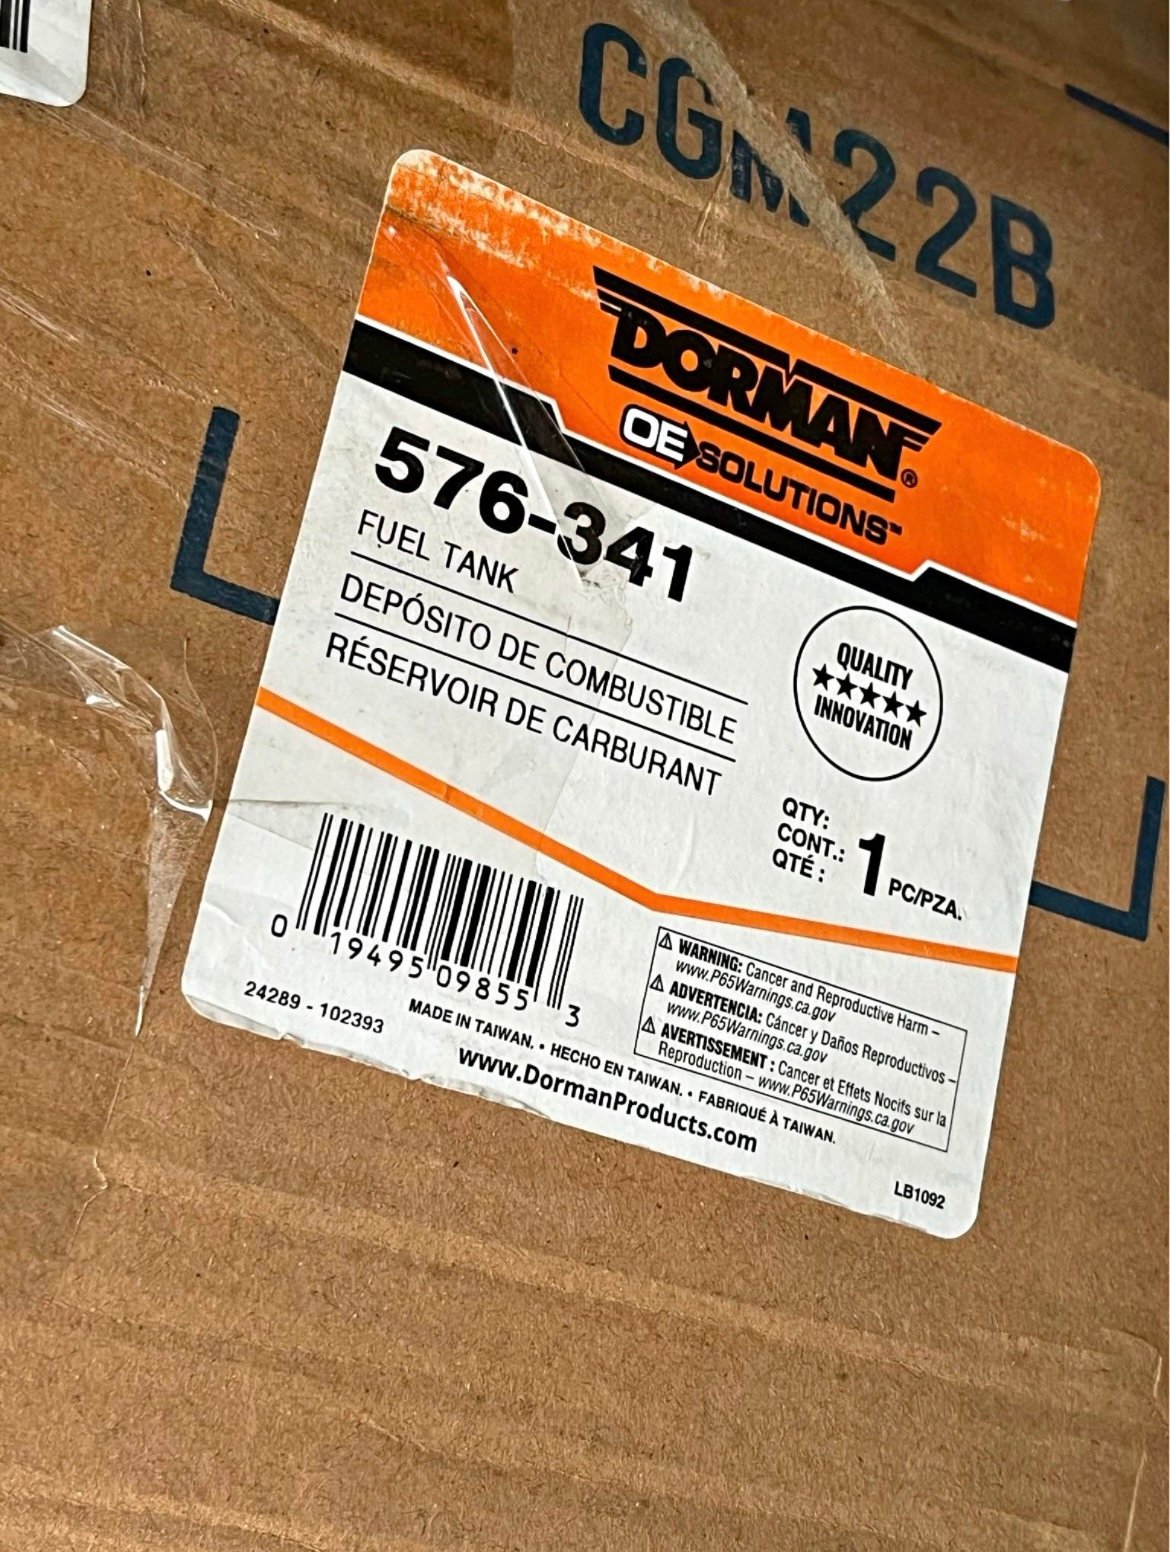 CGM22B
DORMAN®
OE SOLUTIONS™
576-341
FUEL TANK
DEPÓSITO DE COMBUSTIBLE
RÉSERVOIR DE CARBURANT
QUALITY
★★★★★
INNOVATION
QTY:
CONT.:
QTÉ :
1 PC/PZA.
0 19495 09855 3
24289 - 102393
⚠ WARNING: Cancer and Reproductive Harm –
www.P65Warnings.ca.gov
⚠ ADVERTENCIA: Cáncer y Daños Reproductivos –
www.P65Warnings.ca.gov
⚠ AVERTISSEMENT : Cancer et Effets Nocifs sur la
Reproduction – www.P65Warnings.ca.gov
MADE IN TAIWAN. • HECHO EN TAIWAN. • FABRIQUÉ À TAIWAN.
www.DormanProducts.com
LB1092